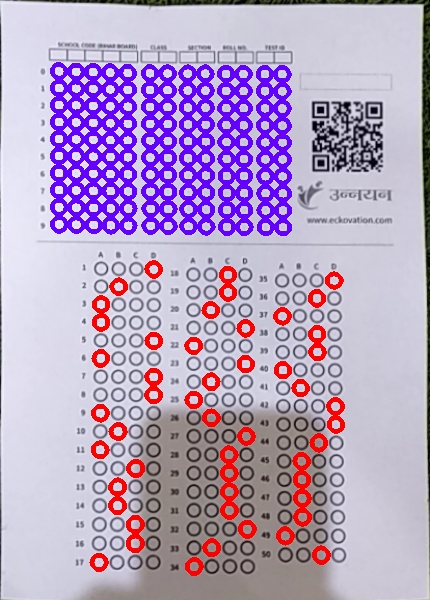 SCHOOL CODE (BIHAR BOARD) CLASS SECTION ROLL NO. TEST ID
0
1
2
3
4
5
6
7
8
9
उन्नयन
www.eckovation.com
A B C D A B C D A B C D
1 18 35
2 19 36
3 20 37
4 21 38
5 22 39
6 23 40
7 24 41
8 25 42
9 26 43
10 27 44
11 28 45
12 29 46
13 30 47
14 31 48
15 32 49
16 33 50
17 34